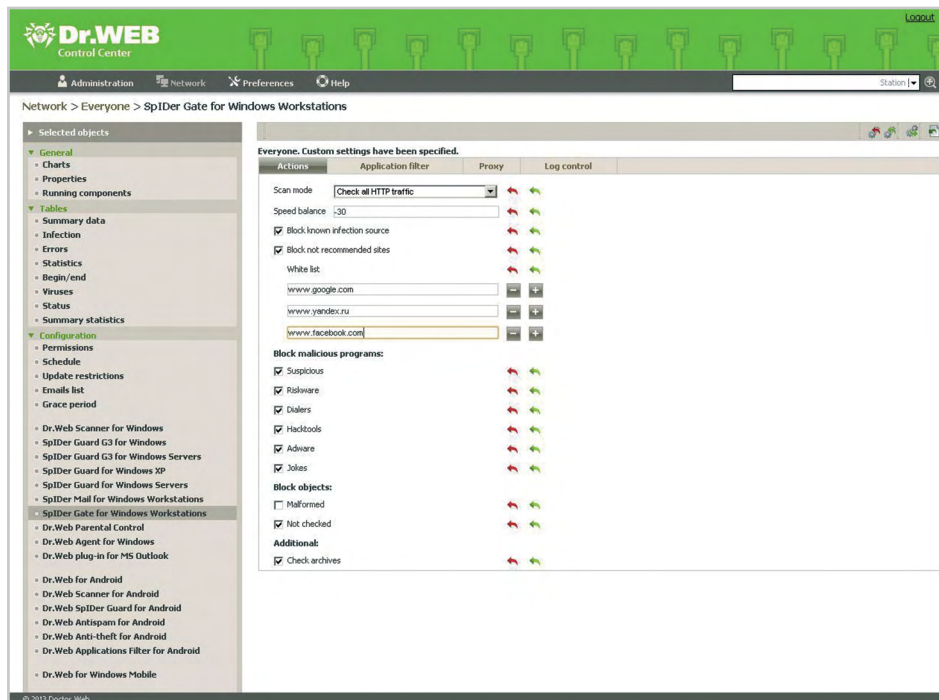 Logout
Dr.WEB
Control Center
Administration Network Preferences Help Station
Network > Everyone > SpIDer Gate for Windows Workstations
Selected objects
General
Charts
Properties
Running components
Tables
Summary data
Infection
Errors
Statistics
Begin/end
Viruses
Status
Summary statistics
Configuration
Permissions
Schedule
Update restrictions
Emails list
Grace period
Dr.Web Scanner for Windows
SpIDer Guard G3 for Windows
SpIDer Guard G3 for Windows Servers
SpIDer Guard for Windows XP
SpIDer Guard for Windows Servers
SpIDer Mail for Windows Workstations
SpIDer Gate for Windows Workstations
Dr.Web Parental Control
Dr.Web Agent for Windows
Dr.Web plug-in for MS Outlook
Dr.Web for Android
Dr.Web Scanner for Android
Dr.Web SpIDer Guard for Android
Dr.Web Antispam for Android
Dr.Web Anti-theft for Android
Dr.Web Applications Filter for Android
Dr.Web for Windows Mobile
Everyone. Custom settings have been specified.
Actions Application filter Proxy Log control
Scan mode Check all HTTP traffic
Speed balance -30
Block known infection source
Block not recommended sites
White list
www.google.com
www.yandex.ru
www.facebook.com
Block malicious programs:
Suspicious
Riskware
Dialers
Hacktools
Adware
Jokes
Block objects:
Malformed
Not checked
Additional:
Check archives
© 2013 Doctor Web